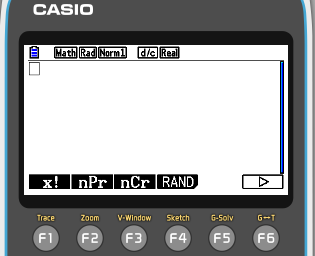 CASIO
Math Rad Norm1 d/c Real
x! nPr nCr RAND
Trace Zoom V-Window Sketch G-Solv G↔T
F1 F2 F3 F4 F5 F6